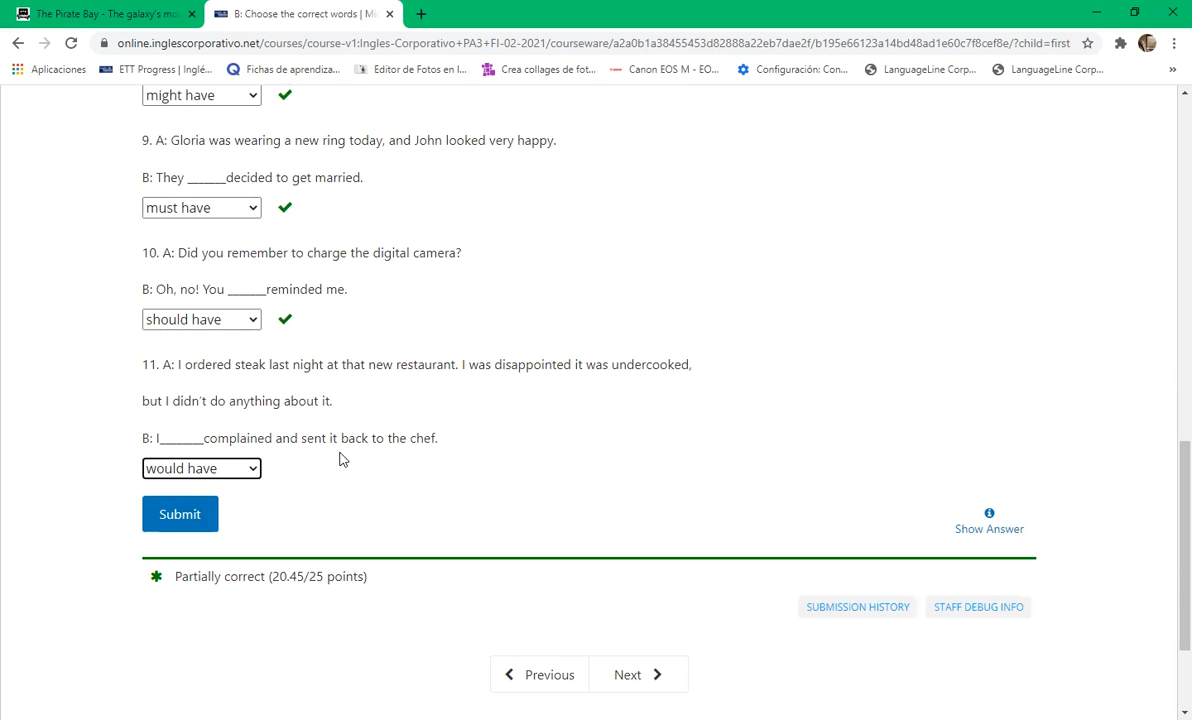 The Pirate Bay - The galaxy's mo
B: Choose the correct words | Mi
online.inglescorporativo.net/courses/course-v1:Ingles-Corporativo+PA3+FI-02-2021/courseware/a2a0b1a38455453d82888a22eb7dae2f/b195e66123a14bd48ad1e60c7f8cef8e/?child=first
Aplicaciones ETT Progress | Inglé... Fichas de aprendiza... Editor de Fotos en l... Crea collages de fot... Canon EOS M - EO... Configuración: Con... LanguageLine Corp... LanguageLine Corp... »
might have
9. A: Gloria was wearing a new ring today, and John looked very happy.
B: They _______decided to get married.
must have
10. A: Did you remember to charge the digital camera?
B: Oh, no! You _______reminded me.
should have
11. A: I ordered steak last night at that new restaurant. I was disappointed it was undercooked,
but I didn't do anything about it.
B: I________complained and sent it back to the chef.
would have
Submit
Show Answer
Partially correct (20.45/25 points)
SUBMISSION HISTORY STAFF DEBUG INFO
Previous Next